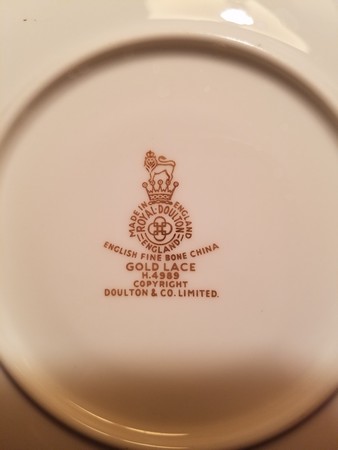 MADE IN ENGLAND
ROYAL DOULTON
ENGLAND
ENGLISH FINE BONE CHINA
GOLD LACE
H.4989
COPYRIGHT
DOULTON & CO. LIMITED.